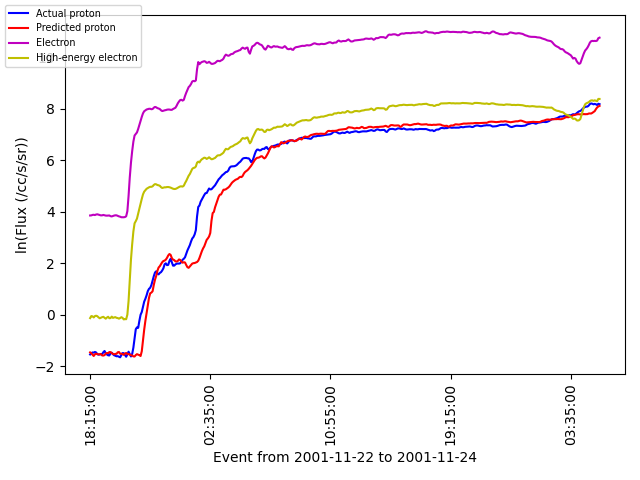 Actual proton
Predicted proton
Electron
High-energy electron
ln(Flux (/cc/s/sr))
8
6
4
2
0
−2
18:15:00
02:35:00
10:55:00
19:15:00
03:35:00
Event from 2001-11-22 to 2001-11-24